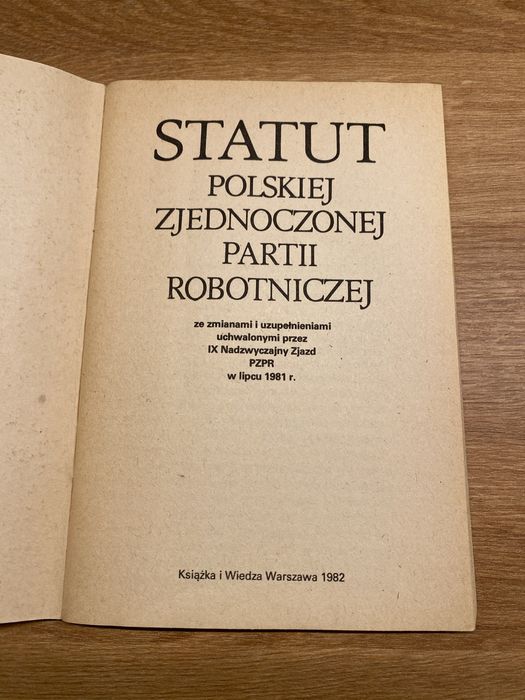 STATUT
POLSKIEJ
ZJEDNOCZONEJ
PARTII
ROBOTNICZEJ
ze zmianami i uzupełnieniami
uchwalonymi przez
IX Nadzwyczajny Zjazd
PZPR
w lipcu 1981 r.
Książka i Wiedza Warszawa 1982